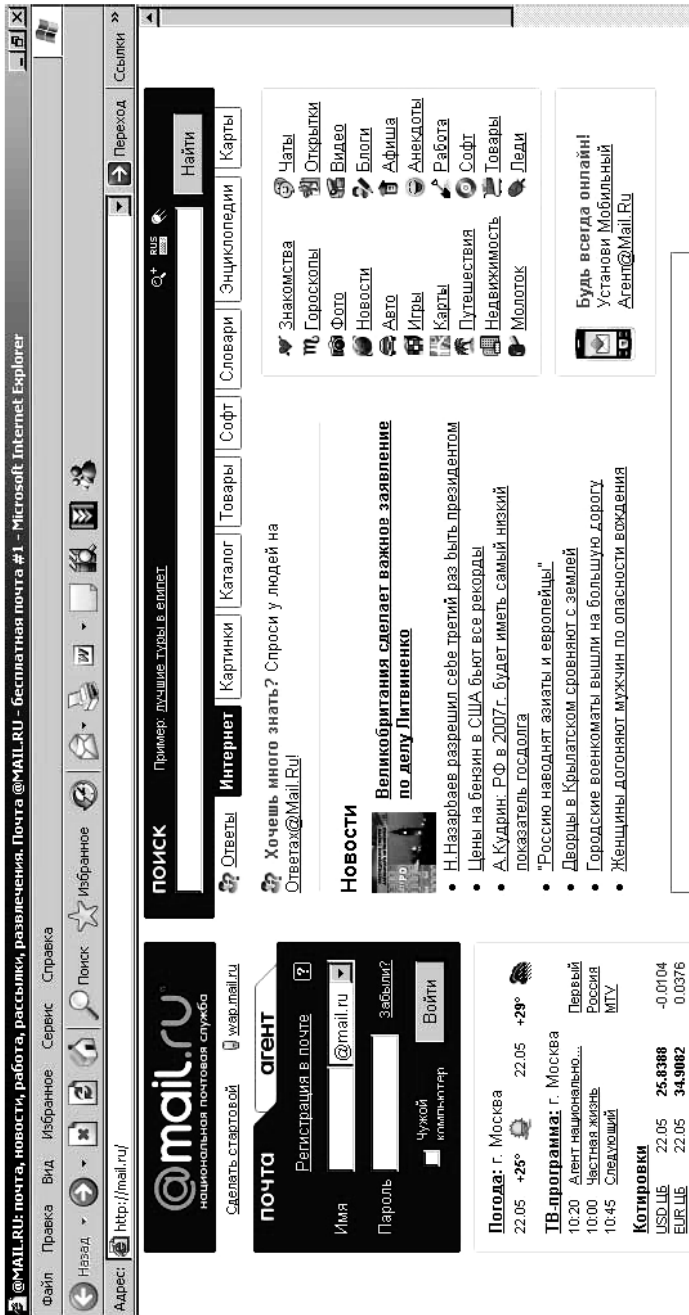 @MAIL.RU: почта, новости, работа, рассылки, развлечения. Почта @MAIL.RU - бесплатная почта #1 - Microsoft Internet Explorer
Файл Правка Вид Избранное Сервис Справка
Назад Поиск Избранное
Адрес: http://mail.ru/ Переход Ссылки »
@mail.ru
национальная почтовая служба
Сделать стартовой wap.mail.ru
почта агент
Регистрация в почте ?
Имя @mail.ru
Пароль Забыли?
Чужой компьютер Войти
Погода: г. Москва
22.05 +25° 22.05 +29°
ТВ-программа: г. Москва
10:20 Агент национально... Первый
10:00 Частная жизнь Россия
10:45 Следующий MTV
Котировки
USD ЦБ 22.05 25.8388 -0.0104
EUR ЦБ 22.05 34.9082 0.0376
поиск Пример: лучшие туры в египет RUS
Найти
Ответы Интернет Картинки Каталог Товары Софт Словари Энциклопедии Карты
Хочешь много знать? Спроси у людей на
Ответах@Mail.Ru!
Новости
Великобритания сделает важное заявление
по делу Литвиненко
• Н.Назарбаев разрешил себе третий раз быть президентом
• Цены на бензин в США бьют все рекорды
• А.Кудрин: РФ в 2007г. будет иметь самый низкий
показатель госдолга
• "Россию наводнят азиаты и европейцы"
• Дворцы в Крылатском сровняют с землей
• Городские военкоматы вышли на большую дорогу
• Женщины догоняют мужчин по опасности вождения
Знакомства Чаты
Гороскопы Открытки
Фото Видео
Новости Блоги
Авто Афиша
Игры Анекдоты
Карты Работа
Путешествия Софт
Недвижимость Товары
Молоток Леди
Будь всегда онлайн!
Установи Мобильный
Агент@Mail.Ru